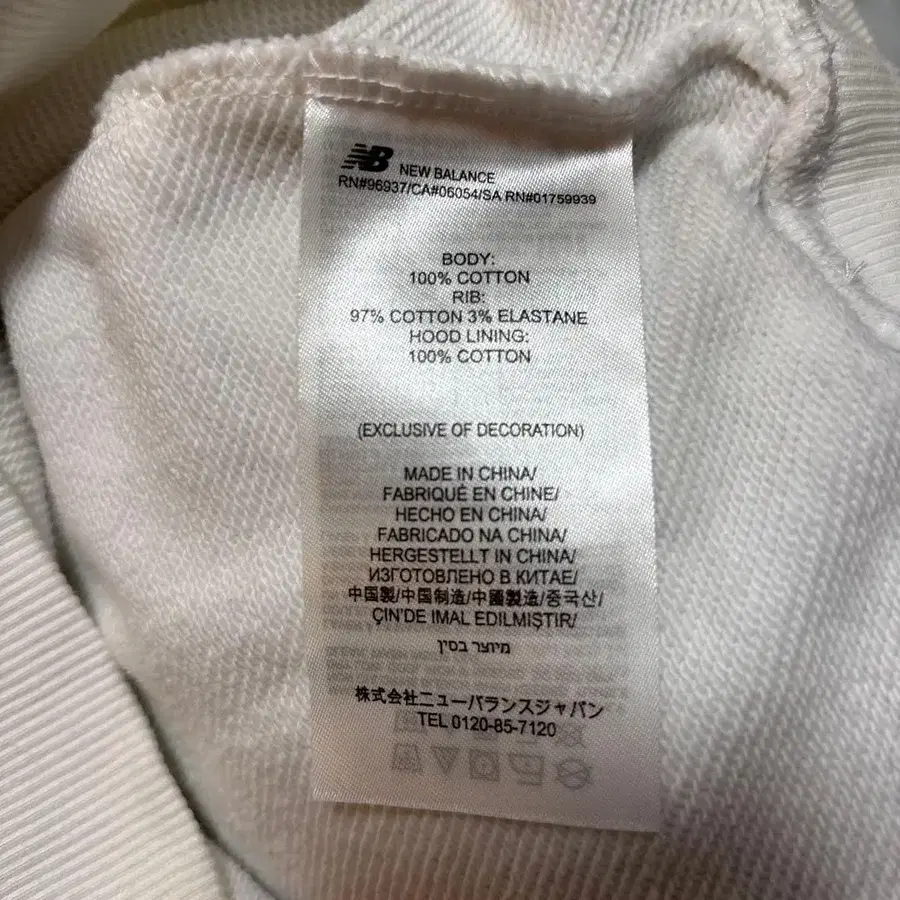 NB NEW BALANCE
RN#96937/CA#06054/SA RN#01759939
BODY:
100% COTTON
RIB:
97% COTTON 3% ELASTANE
HOOD LINING:
100% COTTON
(EXCLUSIVE OF DECORATION)
MADE IN CHINA/
FABRIQUÉ EN CHINE/
HECHO EN CHINA/
FABRICADO NA CHINA/
HERGESTELLT IN CHINA/
ИЗГОТОВЛЕНО В КИТАЕ/
中国製/中国制造/中國製造/중국산/
ÇIN'DE IMAL EDILMIŞTIR/
מיוצר בסין
株式会社ニューバランスジャパン
TEL 0120-85-7120